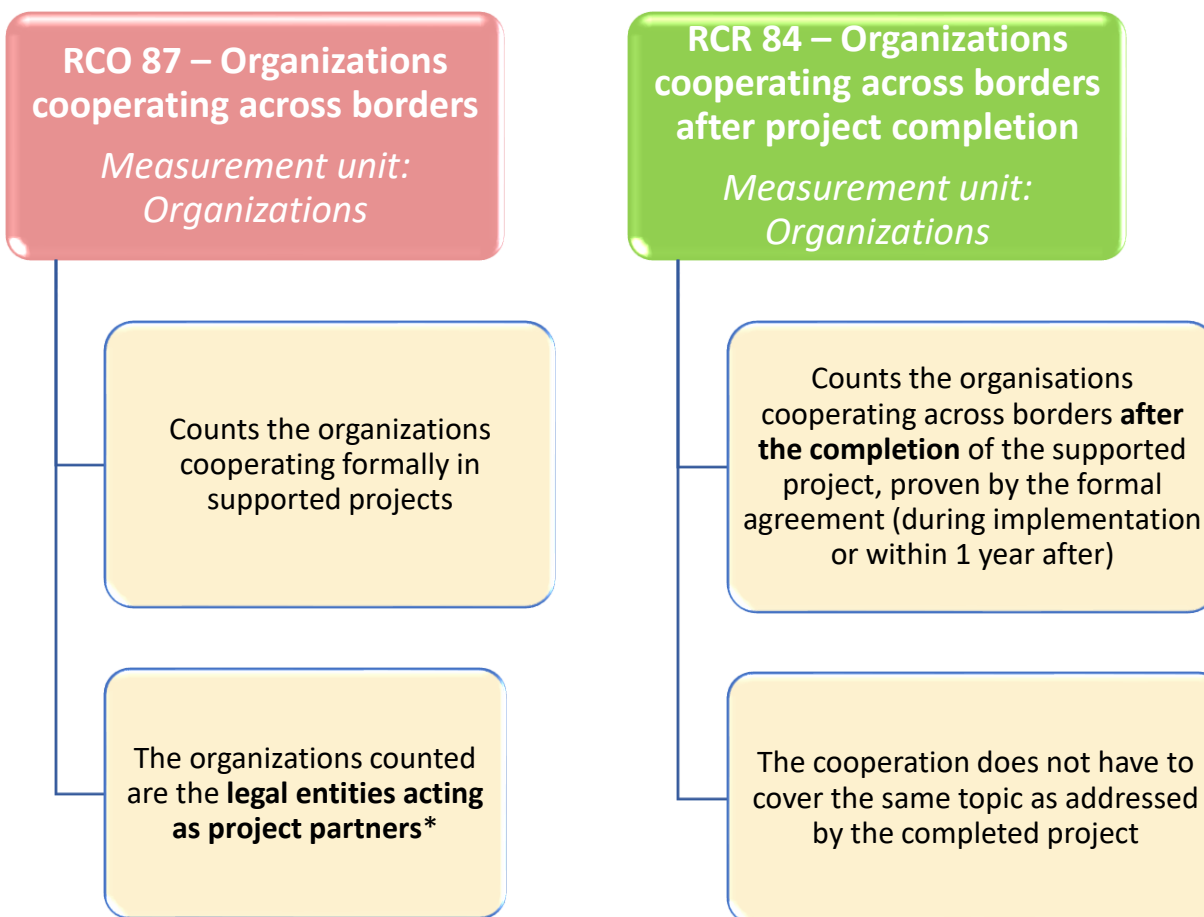 RCO 87 – Organizations
cooperating across borders
Measurement unit:
Organizations
Counts the organizations
cooperating formally in
supported projects
The organizations counted
are the legal entities acting
as project partners*
RCR 84 – Organizations
cooperating across borders
after project completion
Measurement unit:
Organizations
Counts the organisations
cooperating across borders after
the completion of the supported
project, proven by the formal
agreement (during implementation
or within 1 year after)
The cooperation does not have to
cover the same topic as addressed
by the completed project